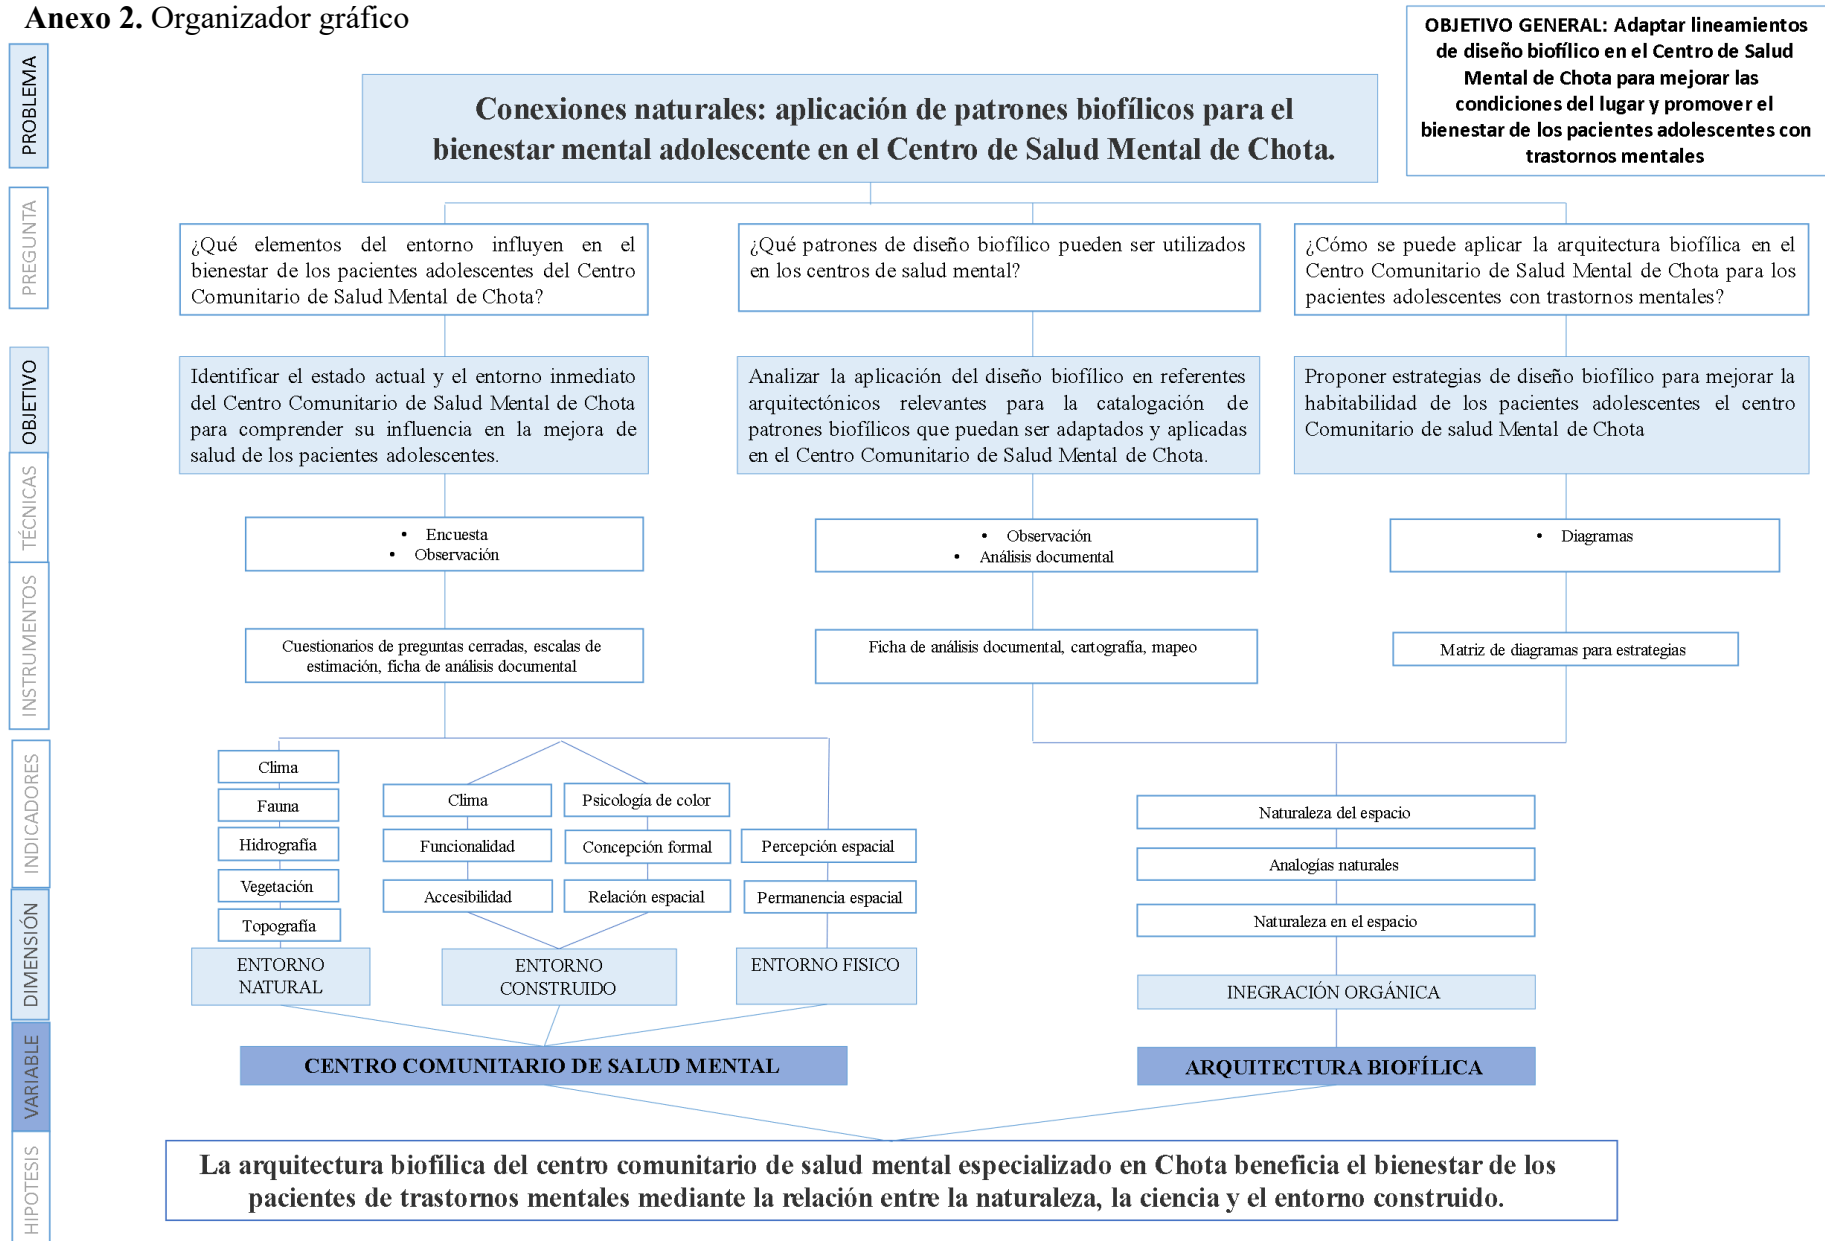 Anexo 2. Organizador gráfico
OBJETIVO GENERAL: Adaptar lineamientos
de diseño biofílico en el Centro de Salud
Mental de Chota para mejorar las
condiciones del lugar y promover el
bienestar de los pacientes adolescentes con
trastornos mentales
PROBLEMA
Conexiones naturales: aplicación de patrones biofílicos para el
bienestar mental adolescente en el Centro de Salud Mental de Chota.
PREGUNTA
¿Qué elementos del entorno influyen en el
bienestar de los pacientes adolescentes del Centro
Comunitario de Salud Mental de Chota?
¿Qué patrones de diseño biofílico pueden ser utilizados
en los centros de salud mental?
¿Cómo se puede aplicar la arquitectura biofílica en el
Centro Comunitario de Salud Mental de Chota para los
pacientes adolescentes con trastornos mentales?
OBJETIVO
Identificar el estado actual y el entorno inmediato
del Centro Comunitario de Salud Mental de Chota
para comprender su influencia en la mejora de
salud de los pacientes adolescentes.
Analizar la aplicación del diseño biofílico en referentes
arquitectónicos relevantes para la catalogación de
patrones biofílicos que puedan ser adaptados y aplicadas
en el Centro Comunitario de Salud Mental de Chota.
Proponer estrategias de diseño biofílico para mejorar la
habitabilidad de los pacientes adolescentes el centro
Comunitario de salud Mental de Chota
TÉCNICAS
• Encuesta
• Observación
• Observación
• Análisis documental
• Diagramas
INSTRUMENTOS
Cuestionarios de preguntas cerradas, escalas de
estimación, ficha de análisis documental
Ficha de análisis documental, cartografía, mapeo
Matriz de diagramas para estrategias
INDICADORES
Clima
Fauna
Hidrografía
Vegetación
Topografía
Clima
Funcionalidad
Accesibilidad
Psicología de color
Concepción formal
Relación espacial
Percepción espacial
Permanencia espacial
Naturaleza del espacio
Analogías naturales
Naturaleza en el espacio
DIMENSIÓN
ENTORNO
NATURAL
ENTORNO
CONSTRUIDO
ENTORNO FISICO
INEGRACIÓN ORGÁNICA
VARIABLE
CENTRO COMUNITARIO DE SALUD MENTAL
ARQUITECTURA BIOFÍLICA
HIPOTESIS
La arquitectura biofílica del centro comunitario de salud mental especializado en Chota beneficia el bienestar de los
pacientes de trastornos mentales mediante la relación entre la naturaleza, la ciencia y el entorno construido.